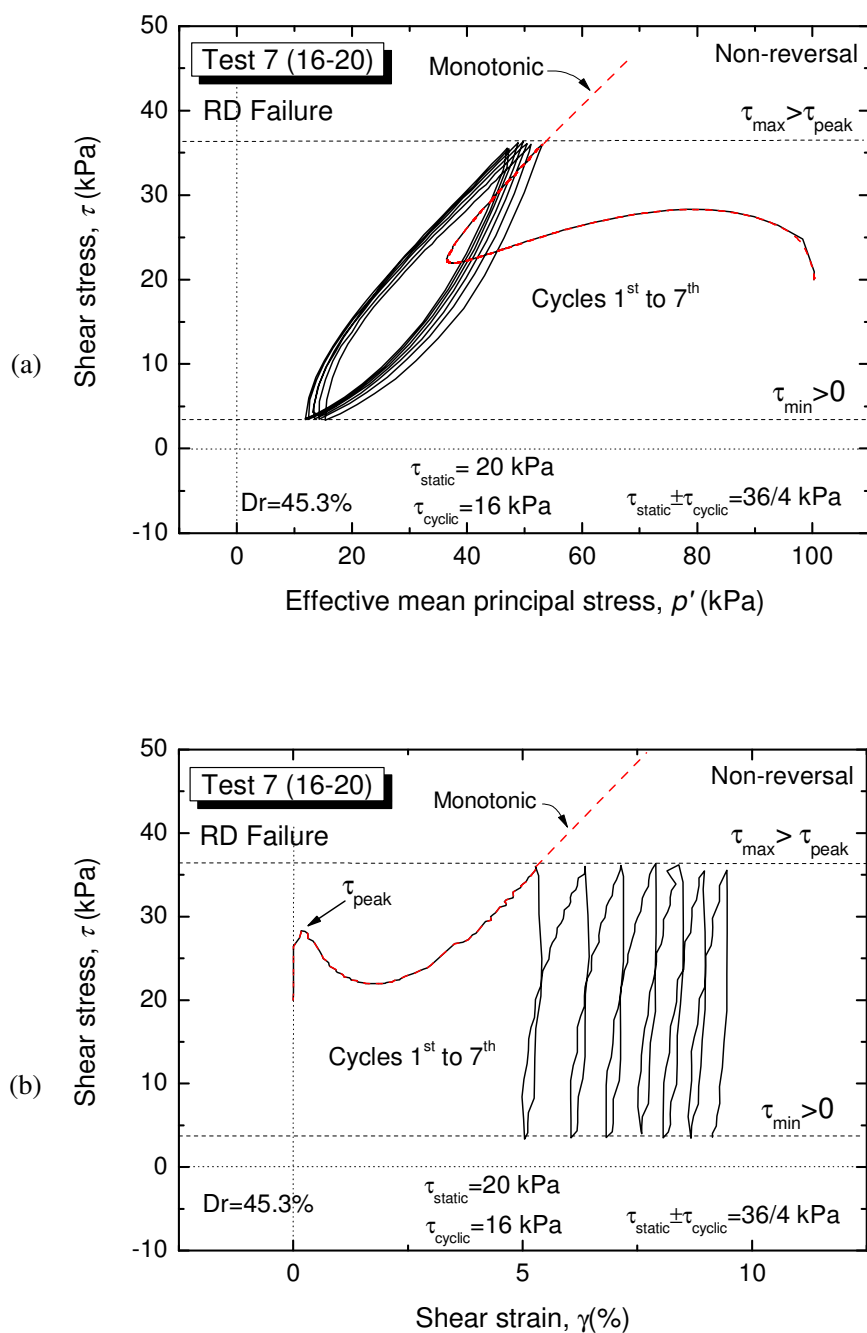 50
Test 7 (16-20)
Non-reversal
Monotonic
40
RD Failure
τmax>τpeak
30
Shear stress, τ (kPa)
20
Cycles 1st to 7th
(a)
10
τmin>0
0
τstatic= 20 kPa
Dr=45.3%
τcyclic=16 kPa
τstatic±τcyclic=36/4 kPa
-10
0 20 40 60 80 100
Effective mean principal stress, p' (kPa)
50
Test 7 (16-20)
Non-reversal
Monotonic
40
RD Failure
τmax> τpeak
τpeak
30
Shear stress, τ (kPa)
20
Cycles 1st to 7th
(b)
10
τmin>0
0
τstatic=20 kPa
Dr=45.3%
τcyclic=16 kPa
τstatic±τcyclic=36/4 kPa
-10
0 5 10
Shear strain, γ(%)